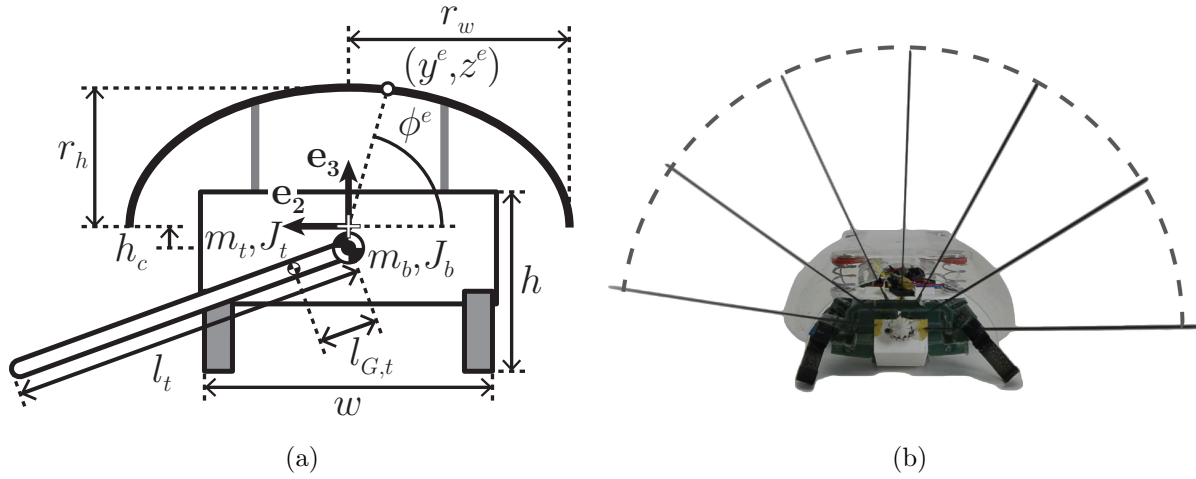 r_w
(y^e,z^e)
r_h
ϕ^e
e_3
e_2
h_c
m_t,J_t
m_b,J_b
h
l_t
l_{G,t}
w
(a)
(b)